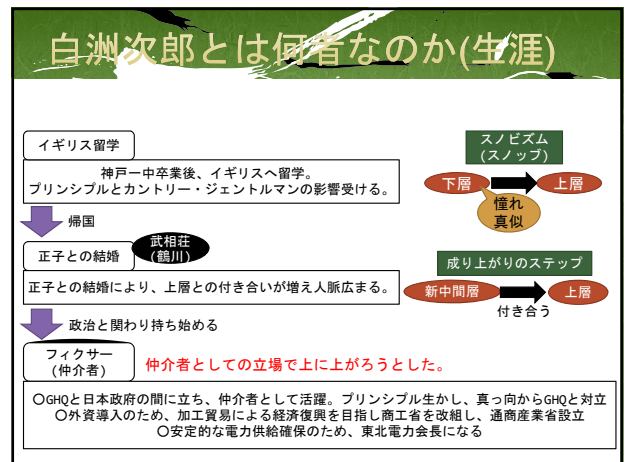 白洲次郎とは何者なのか(生涯)
イギリス留学
神戸一中卒業後、イギリスへ留学。
プリンシプルとカントリー・ジェントルマンの影響受ける。
帰国
正子との結婚
武相荘
(鶴川)
正子との結婚により、上層との付き合いが増え人脈広まる。
政治と関わり持ち始める
フィクサー
(仲介者)
仲介者としての立場で上に上がろうとした。
〇GHQと日本政府の間に立ち、仲介者として活躍。プリンシプル生かし、真っ向からGHQと対立
〇外資導入のため、加工貿易による経済復興を目指し商工省を改組し、通商産業省設立
〇安定的な電力供給確保のため、東北電力会長になる
スノビズム
(スノッブ)
下層
上層
憧れ
真似
成り上がりのステップ
新中間層
上層
付き合う